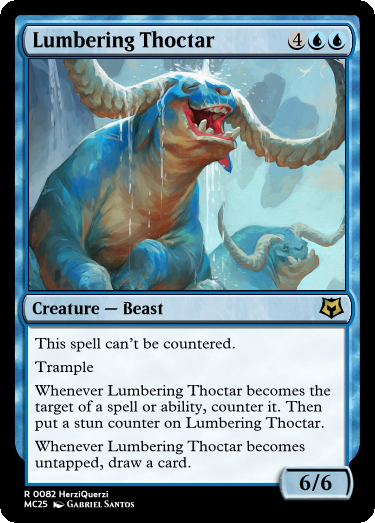 Lumbering Thoctar 4
Creature — Beast
This spell can't be countered.
Trample
Whenever Lumbering Thoctar becomes the
target of a spell or ability, counter it. Then
put a stun counter on Lumbering Thoctar.
Whenever Lumbering Thoctar becomes
untapped, draw a card.
6/6
R 0082 HerziQuerzi
MC25 Gabriel Santos